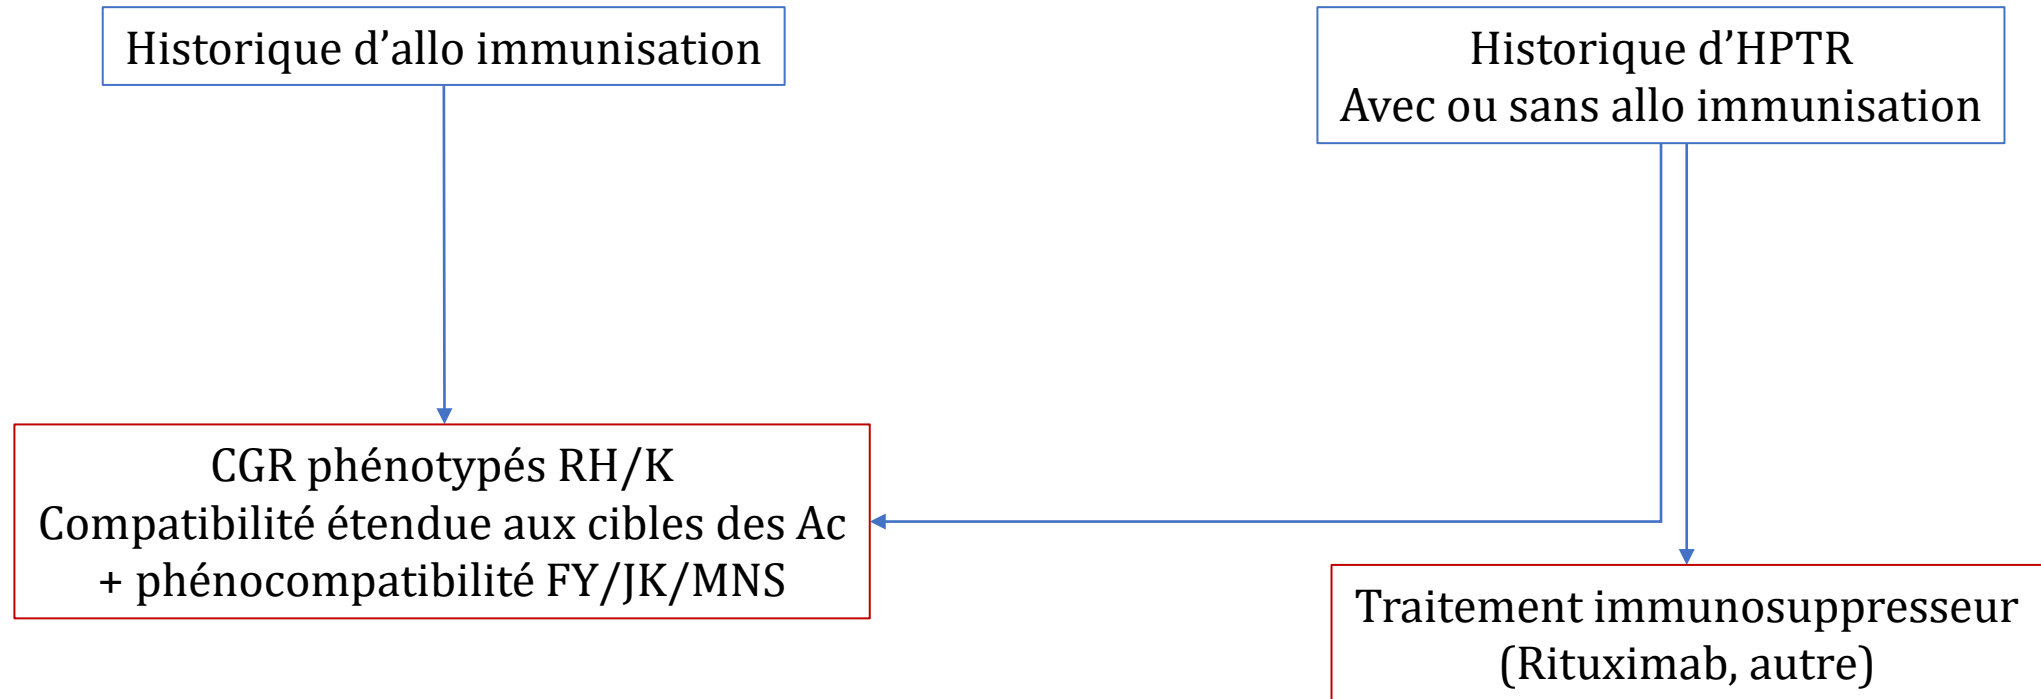 Historique d’allo immunisation
Historique d’HPTR
Avec ou sans allo immunisation
CGR phénotypés RH/K
Compatibilité étendue aux cibles des Ac
+ phénocompatibilité FY/JK/MNS
Traitement immunosuppresseur
(Rituximab, autre)